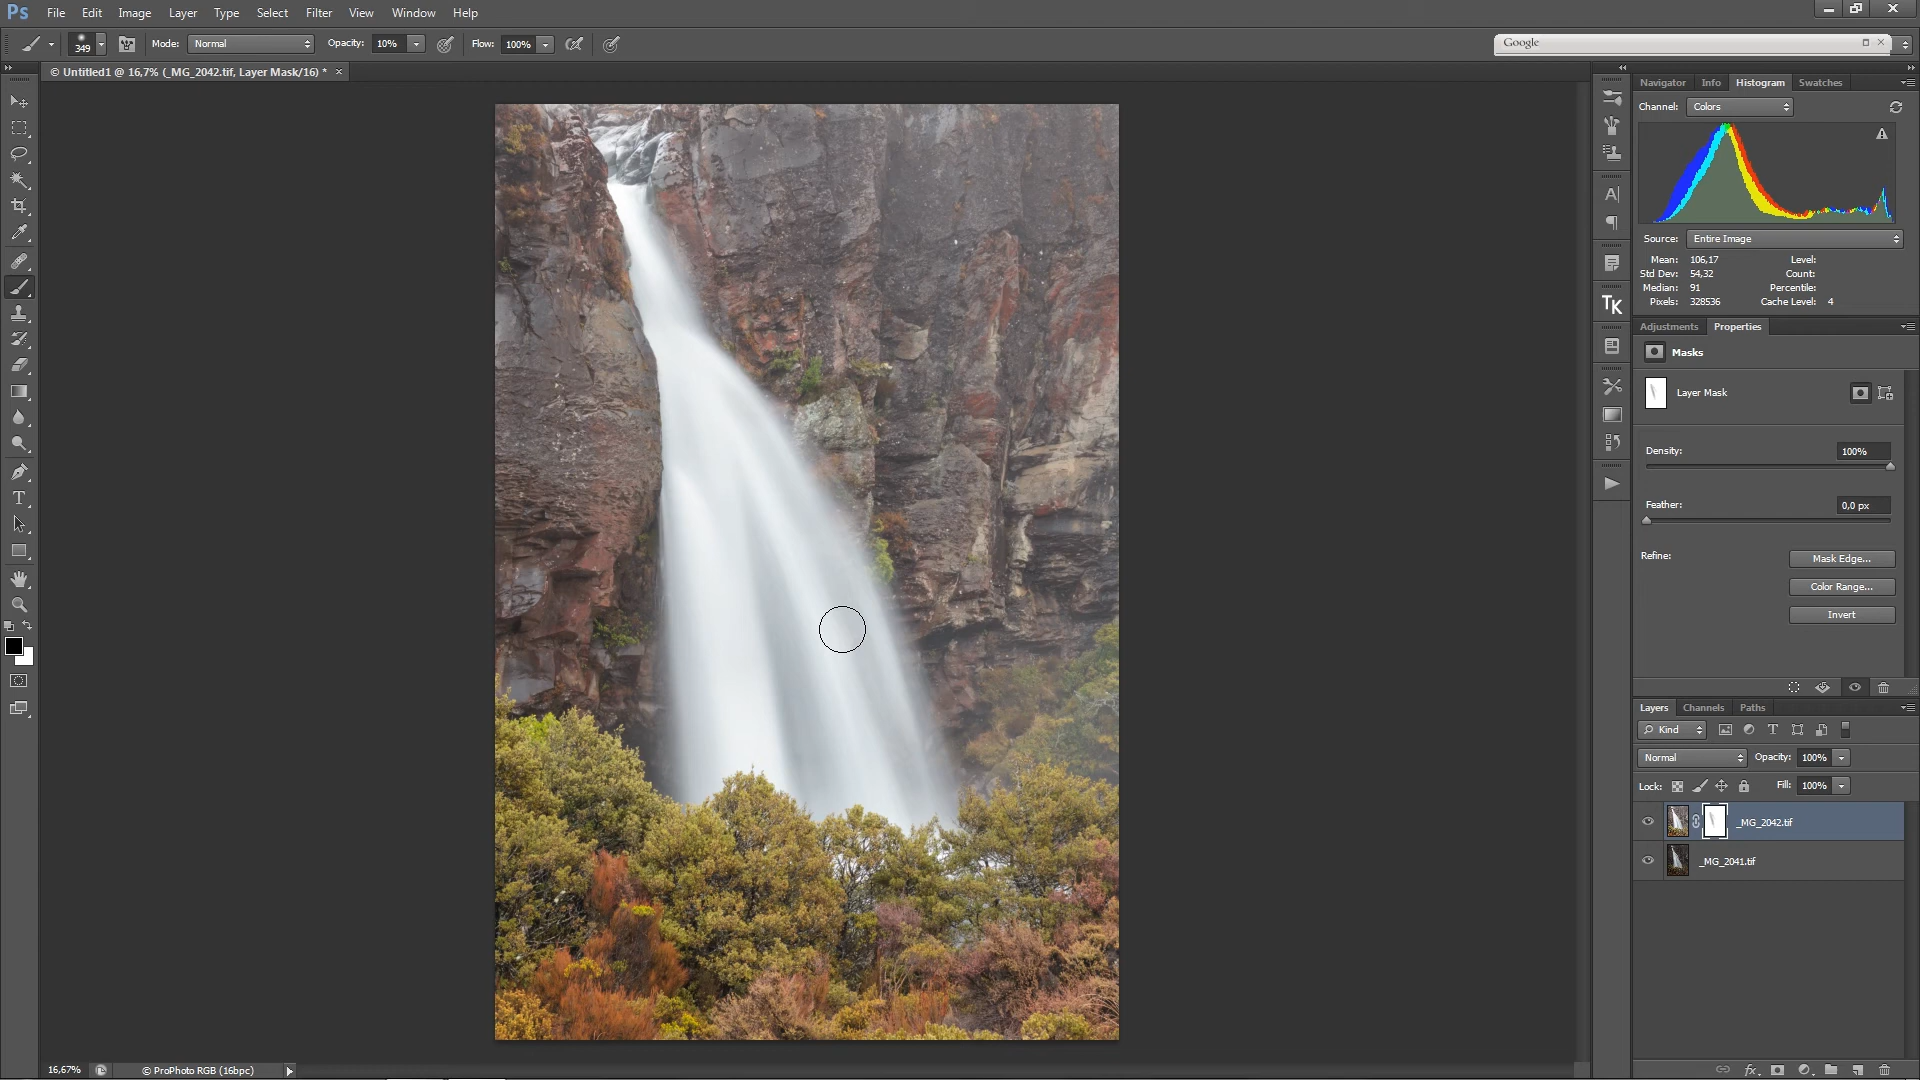 Ps File Edit Image Layer Type Select Filter View Window Help
349 Mode: Normal Opacity: 10% Flow: 100%
Google
© Untitled1 @ 16,7% (_MG_2042.tif, Layer Mask/16) *
Navigator Info Histogram Swatches
Channel: Colors
Source: Entire Image
Mean: 106,17 Level:
Std Dev: 54,32 Count:
Median: 91 Percentile:
Pixels: 328536 Cache Level: 4
Adjustments Properties
Masks
Layer Mask
Density: 100%
Feather: 0,0 px
Refine: Mask Edge...
Color Range...
Invert
Layers Channels Paths
Kind
Normal Opacity: 100%
Lock: Fill: 100%
_MG_2042.tif
_MG_2041.tif
TK
16,67% © ProPhoto RGB (16bpc)